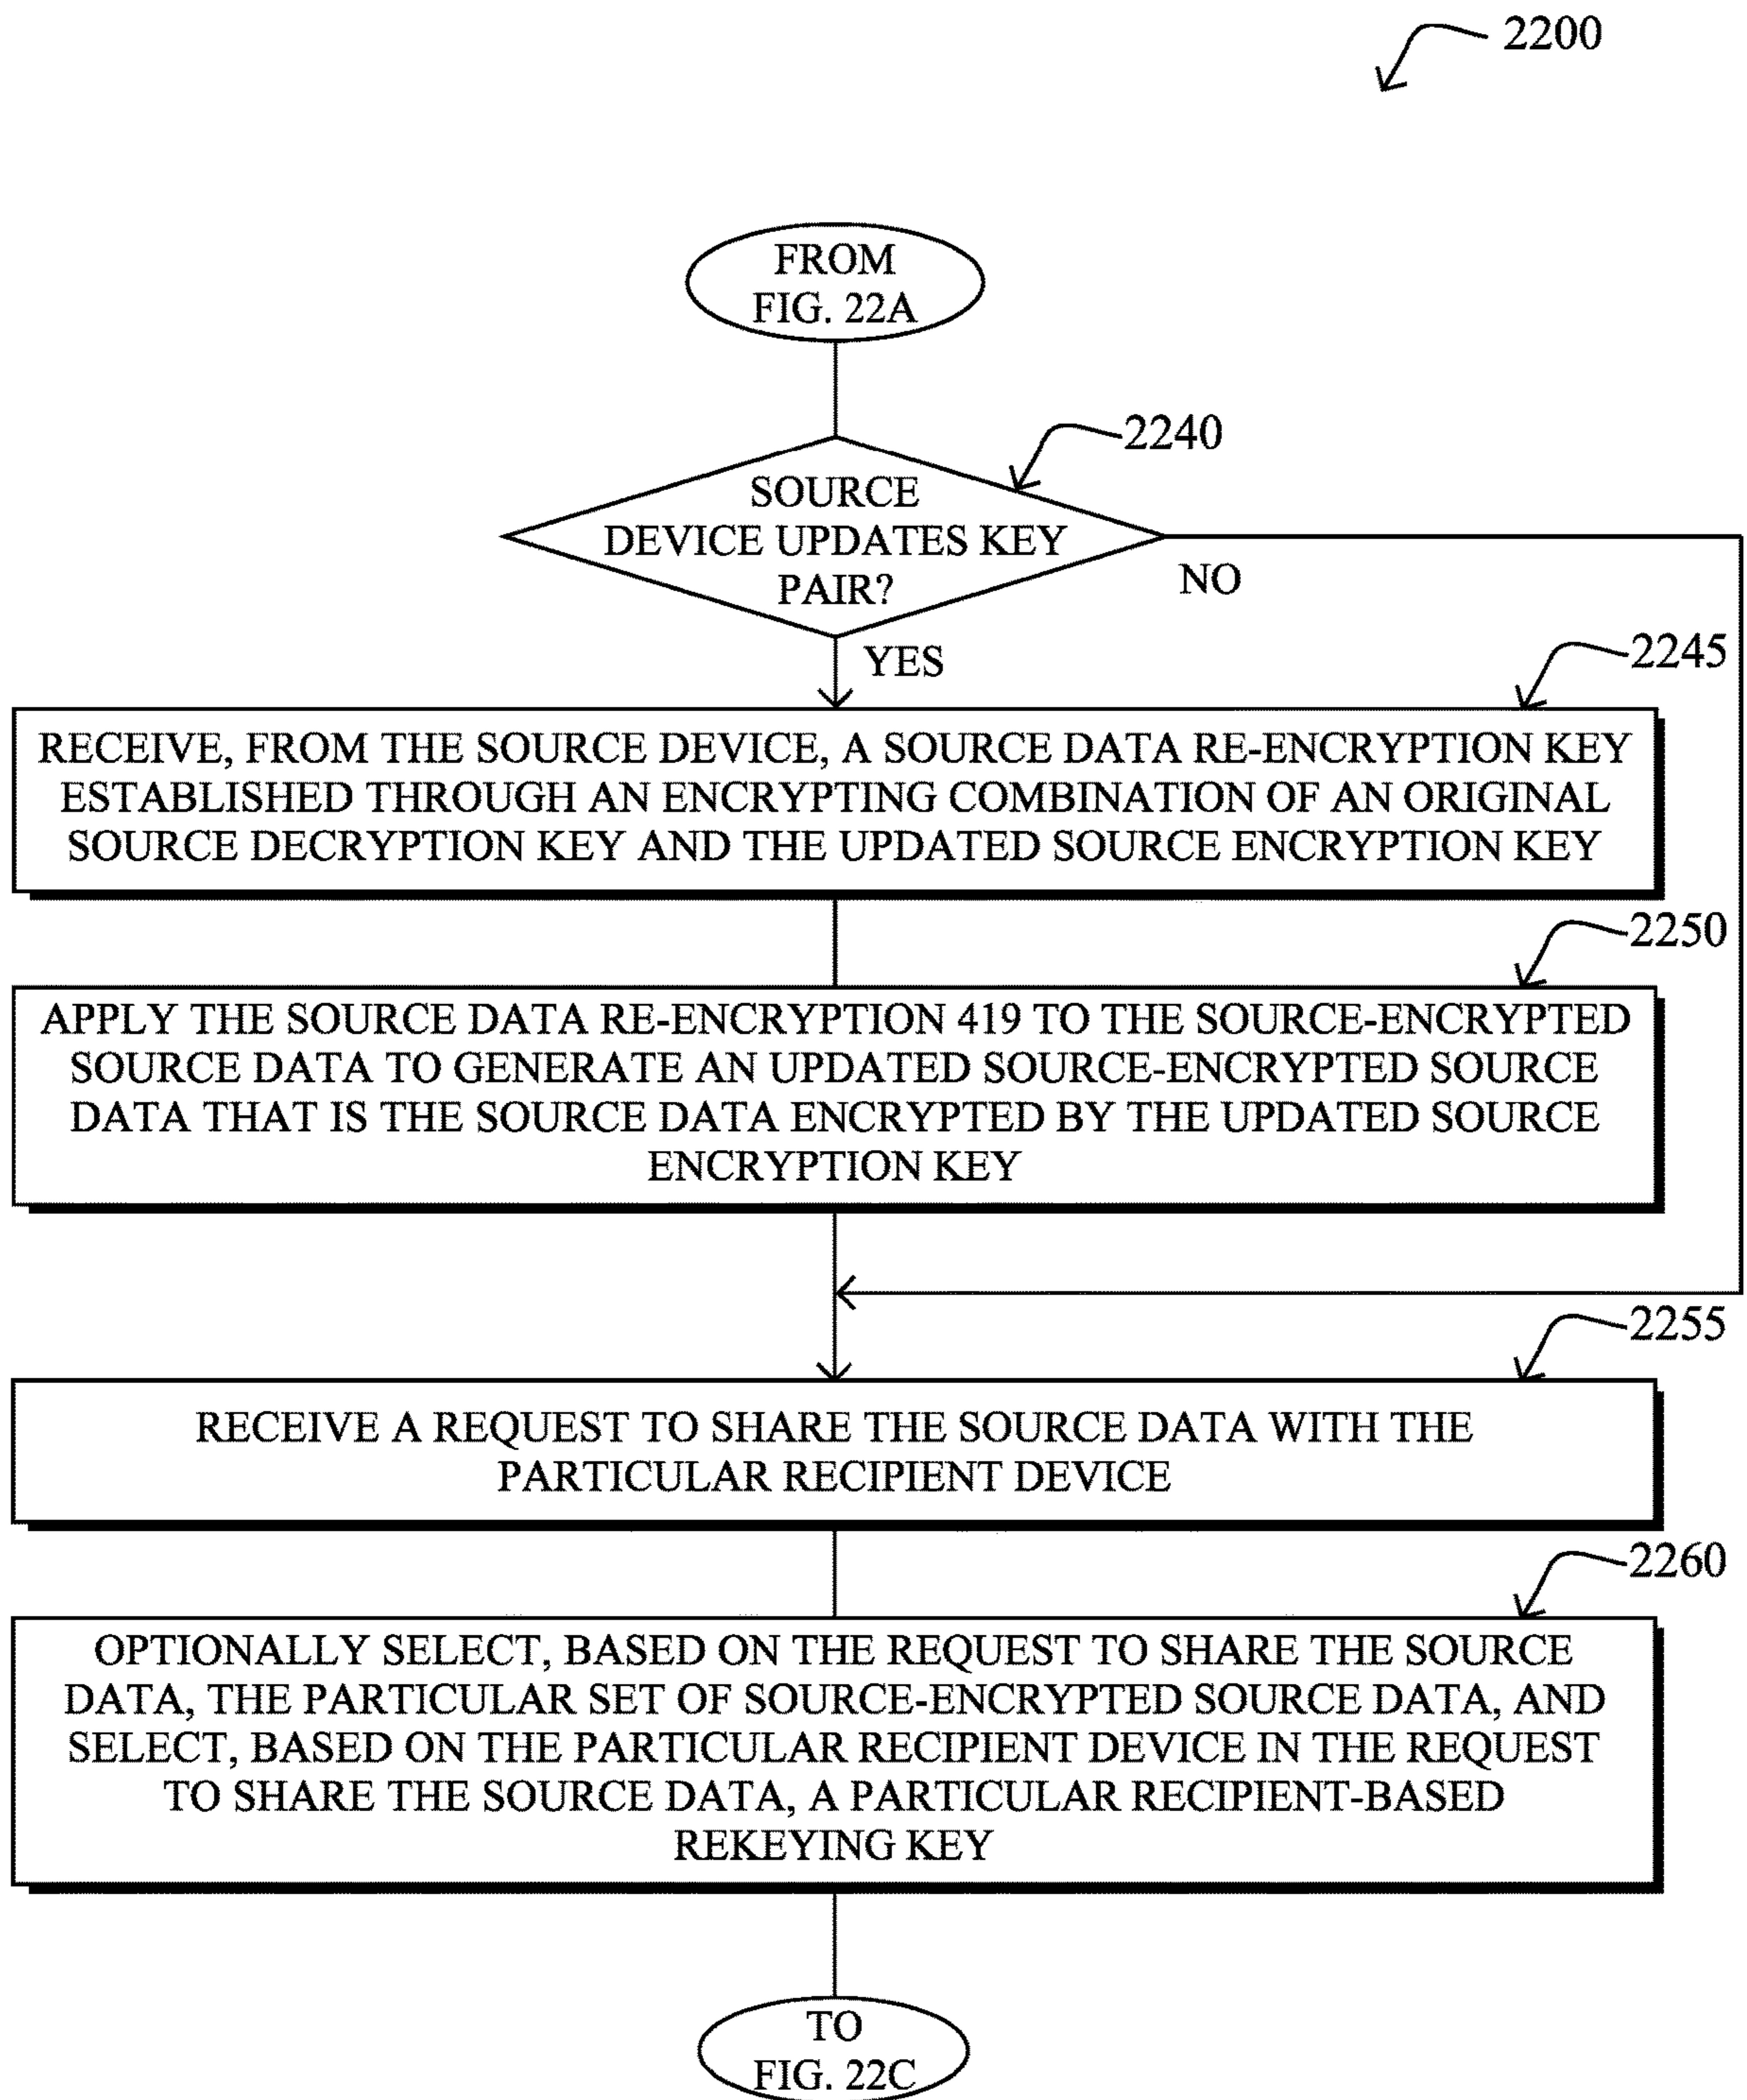 2200
FROM
FIG. 22A
2240
SOURCE
DEVICE UPDATES KEY
PAIR?
NO
YES
2245
RECEIVE, FROM THE SOURCE DEVICE, A SOURCE DATA RE-ENCRYPTION KEY
ESTABLISHED THROUGH AN ENCRYPTING COMBINATION OF AN ORIGINAL
SOURCE DECRYPTION KEY AND THE UPDATED SOURCE ENCRYPTION KEY
2250
APPLY THE SOURCE DATA RE-ENCRYPTION 419 TO THE SOURCE-ENCRYPTED
SOURCE DATA TO GENERATE AN UPDATED SOURCE-ENCRYPTED SOURCE
DATA THAT IS THE SOURCE DATA ENCRYPTED BY THE UPDATED SOURCE
ENCRYPTION KEY
2255
RECEIVE A REQUEST TO SHARE THE SOURCE DATA WITH THE
PARTICULAR RECIPIENT DEVICE
2260
OPTIONALLY SELECT, BASED ON THE REQUEST TO SHARE THE SOURCE
DATA, THE PARTICULAR SET OF SOURCE-ENCRYPTED SOURCE DATA, AND
SELECT, BASED ON THE PARTICULAR RECIPIENT DEVICE IN THE REQUEST
TO SHARE THE SOURCE DATA, A PARTICULAR RECIPIENT-BASED
REKEYING KEY
TO
FIG. 22C